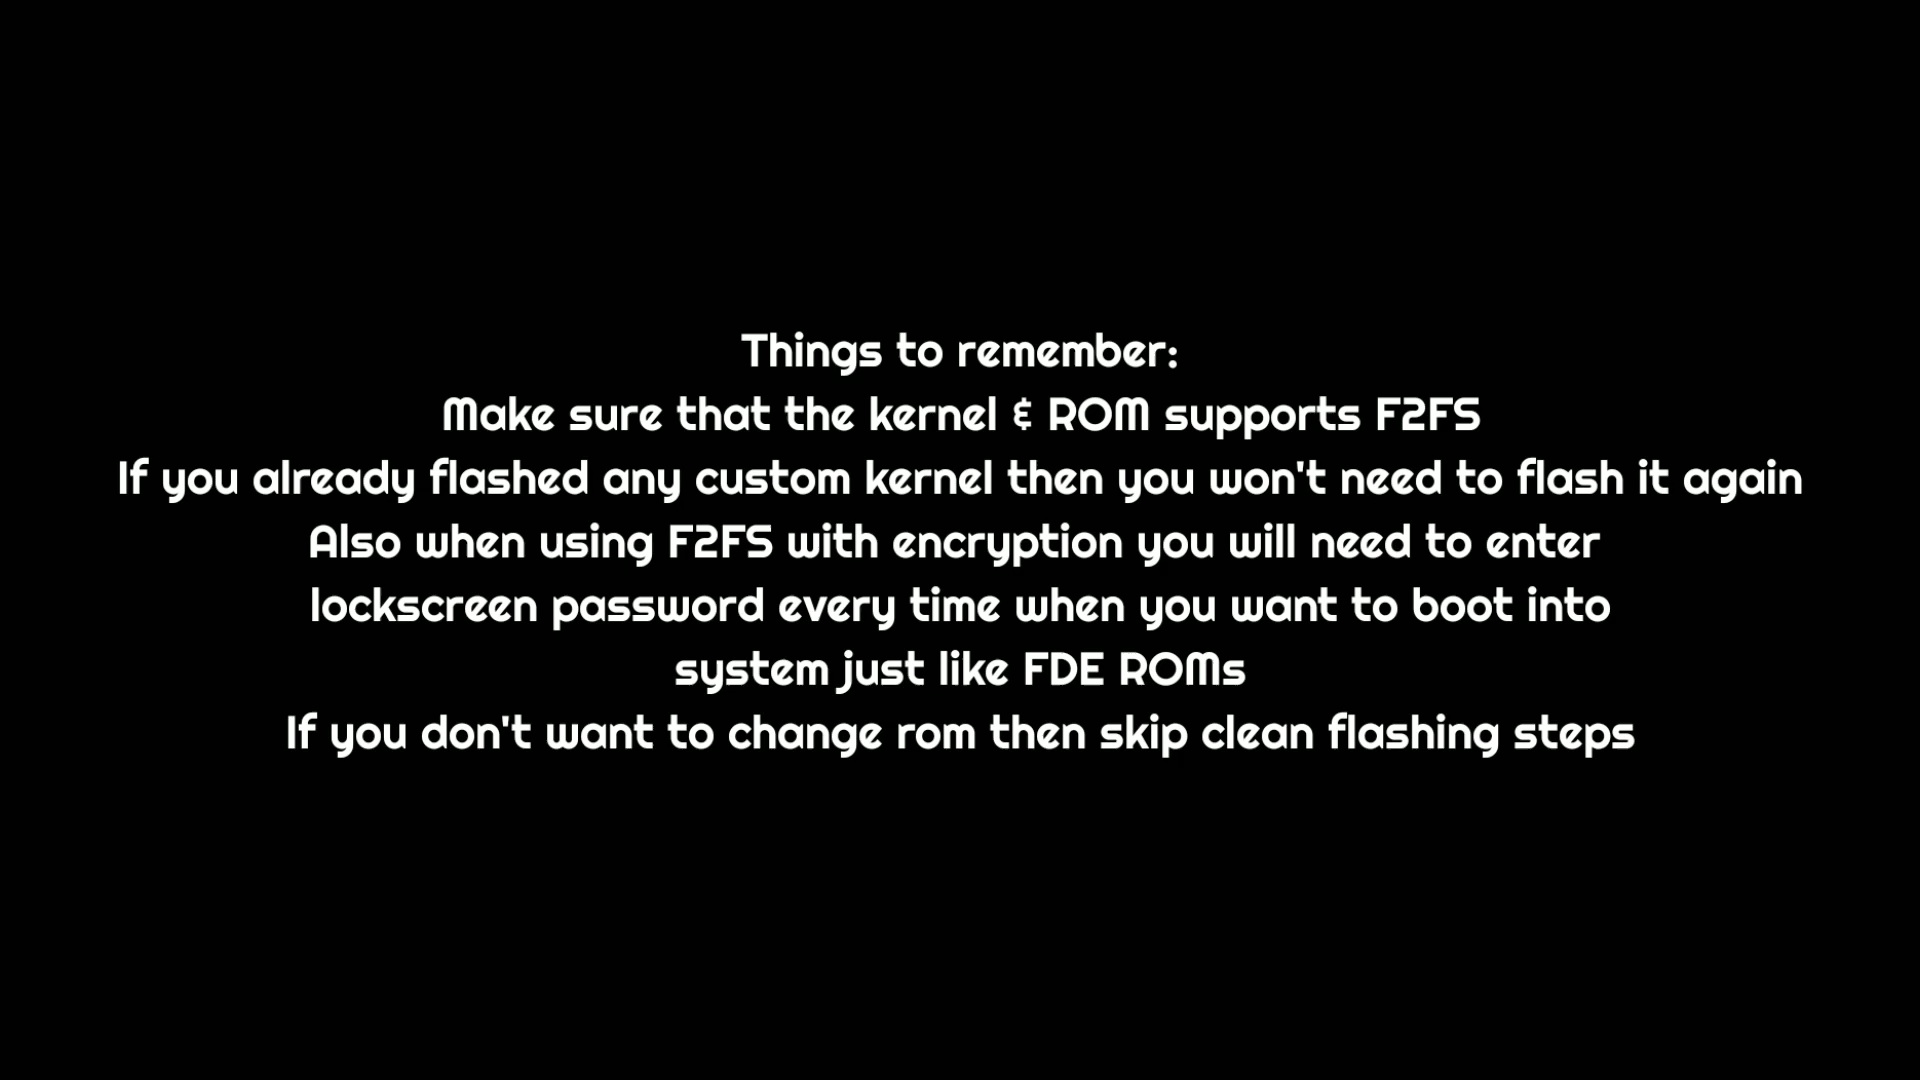 Things to remember:
Make sure that the kernel & ROM supports F2FS
If you already flashed any custom kernel then you won't need to flash it again
Also when using F2FS with encryption you will need to enter
lockscreen password every time when you want to boot into
system just like FDE ROMs
If you don't want to change rom then skip clean flashing steps